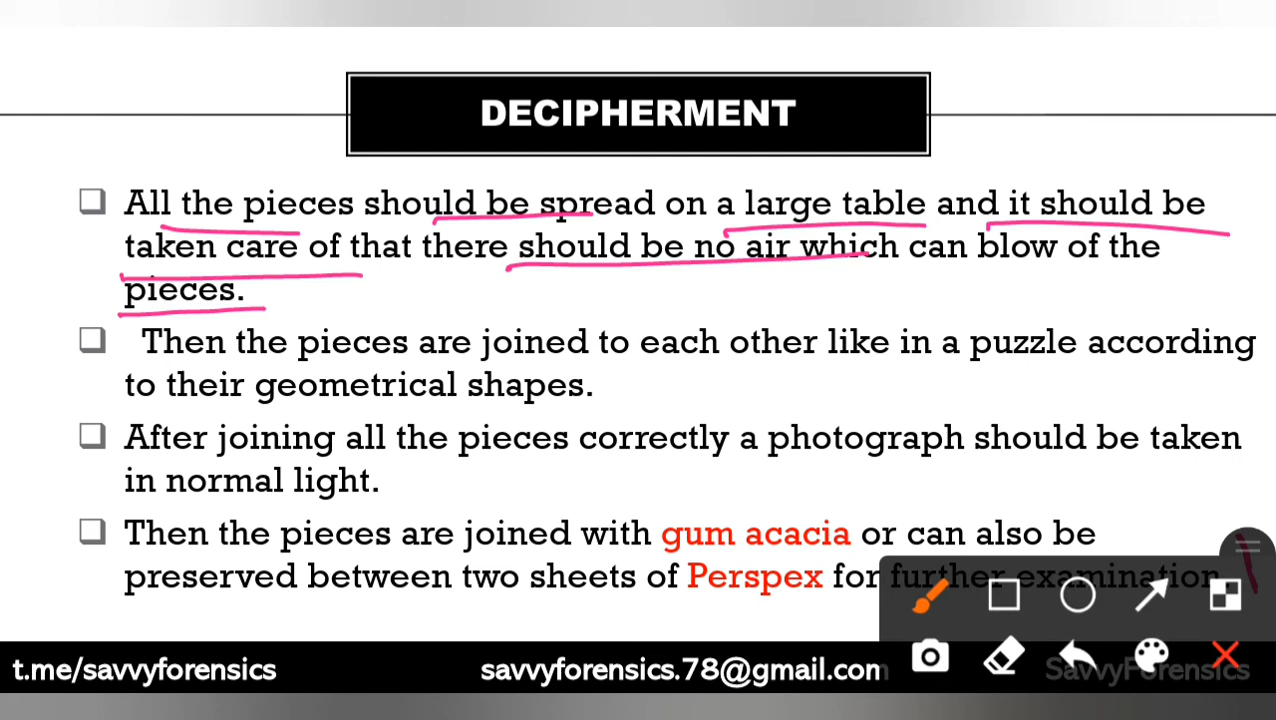 DECIPHERMENT
All the pieces should be spread on a large table and it should be
taken care of that there should be no air which can blow of the
pieces.
Then the pieces are joined to each other like in a puzzle according
to their geometrical shapes.
After joining all the pieces correctly a photograph should be taken
in normal light.
Then the pieces are joined with gum acacia or can also be
preserved between two sheets of Perspex for further examination.
t.me/savvyforensics savvyforensics.78@gmail.com SavvyForensics